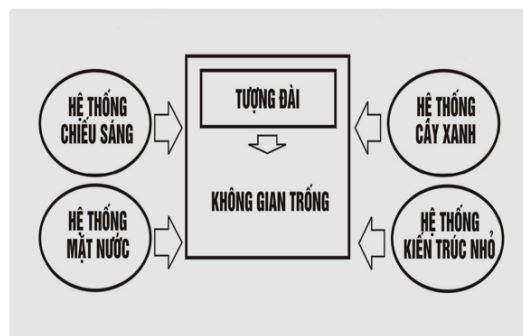 HỆ THỐNG
CHIẾU SÁNG
TƯỢNG ĐÀI
HỆ THỐNG
CÂY XANH
KHÔNG GIAN TRỐNG
HỆ THỐNG
MẶT NƯỚC
HỆ THỐNG
KIẾN TRÚC NHỎ